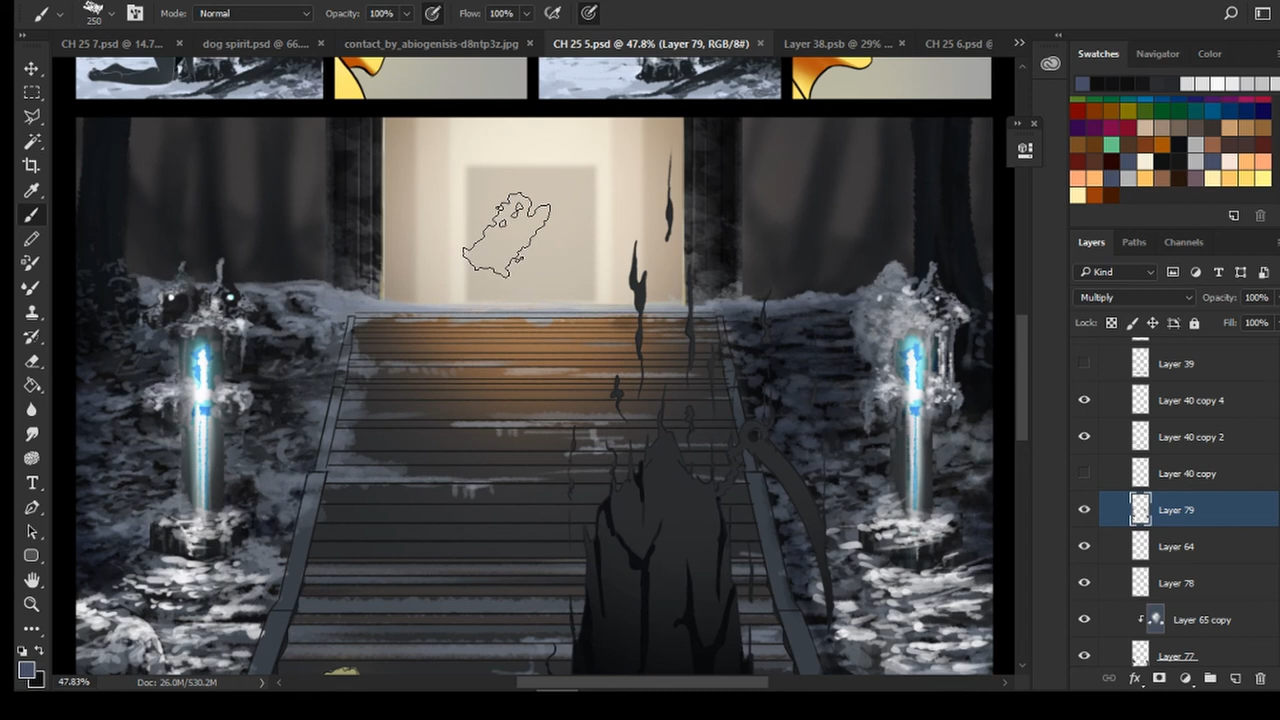 250
Mode: Normal
Opacity: 100%
Flow: 100%
CH 25 7.psd @ 14.7...
dog spirit.psd @ 66....
contact_by_abiogenisis-d8ntp3z.jpg
CH 25 5.psd @ 47.8% (Layer 79, RGB/8#)
Layer 38.psb @ 29% ...
CH 25 6.psd @
Swatches
Navigator
Color
Layers
Paths
Channels
Kind
Multiply
Opacity: 100%
Lock:
Fill: 100%
Layer 39
Layer 40 copy 4
Layer 40 copy 2
Layer 40 copy
Layer 79
Layer 64
Layer 78
Layer 65 copy
Layer 77
47.83%
Doc: 26.0M/530.2M